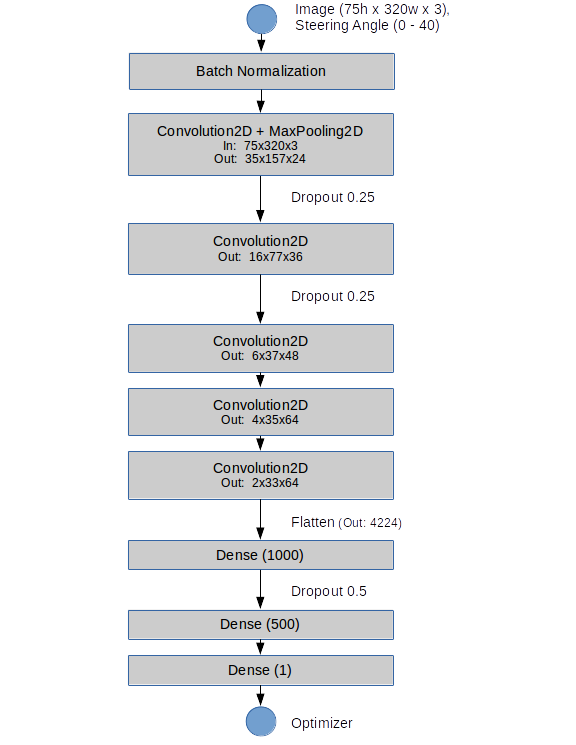 Image (75h x 320w x 3),
Steering Angle (0 - 40)
Batch Normalization
Convolution2D + MaxPooling2D
In:  75x320x3
Out:  35x157x24
Dropout 0.25
Convolution2D
Out:  16x77x36
Dropout 0.25
Convolution2D
Out:  6x37x48
Convolution2D
Out:  4x35x64
Convolution2D
Out:  2x33x64
Flatten (Out: 4224)
Dense (1000)
Dropout 0.5
Dense (500)
Dense (1)
Optimizer